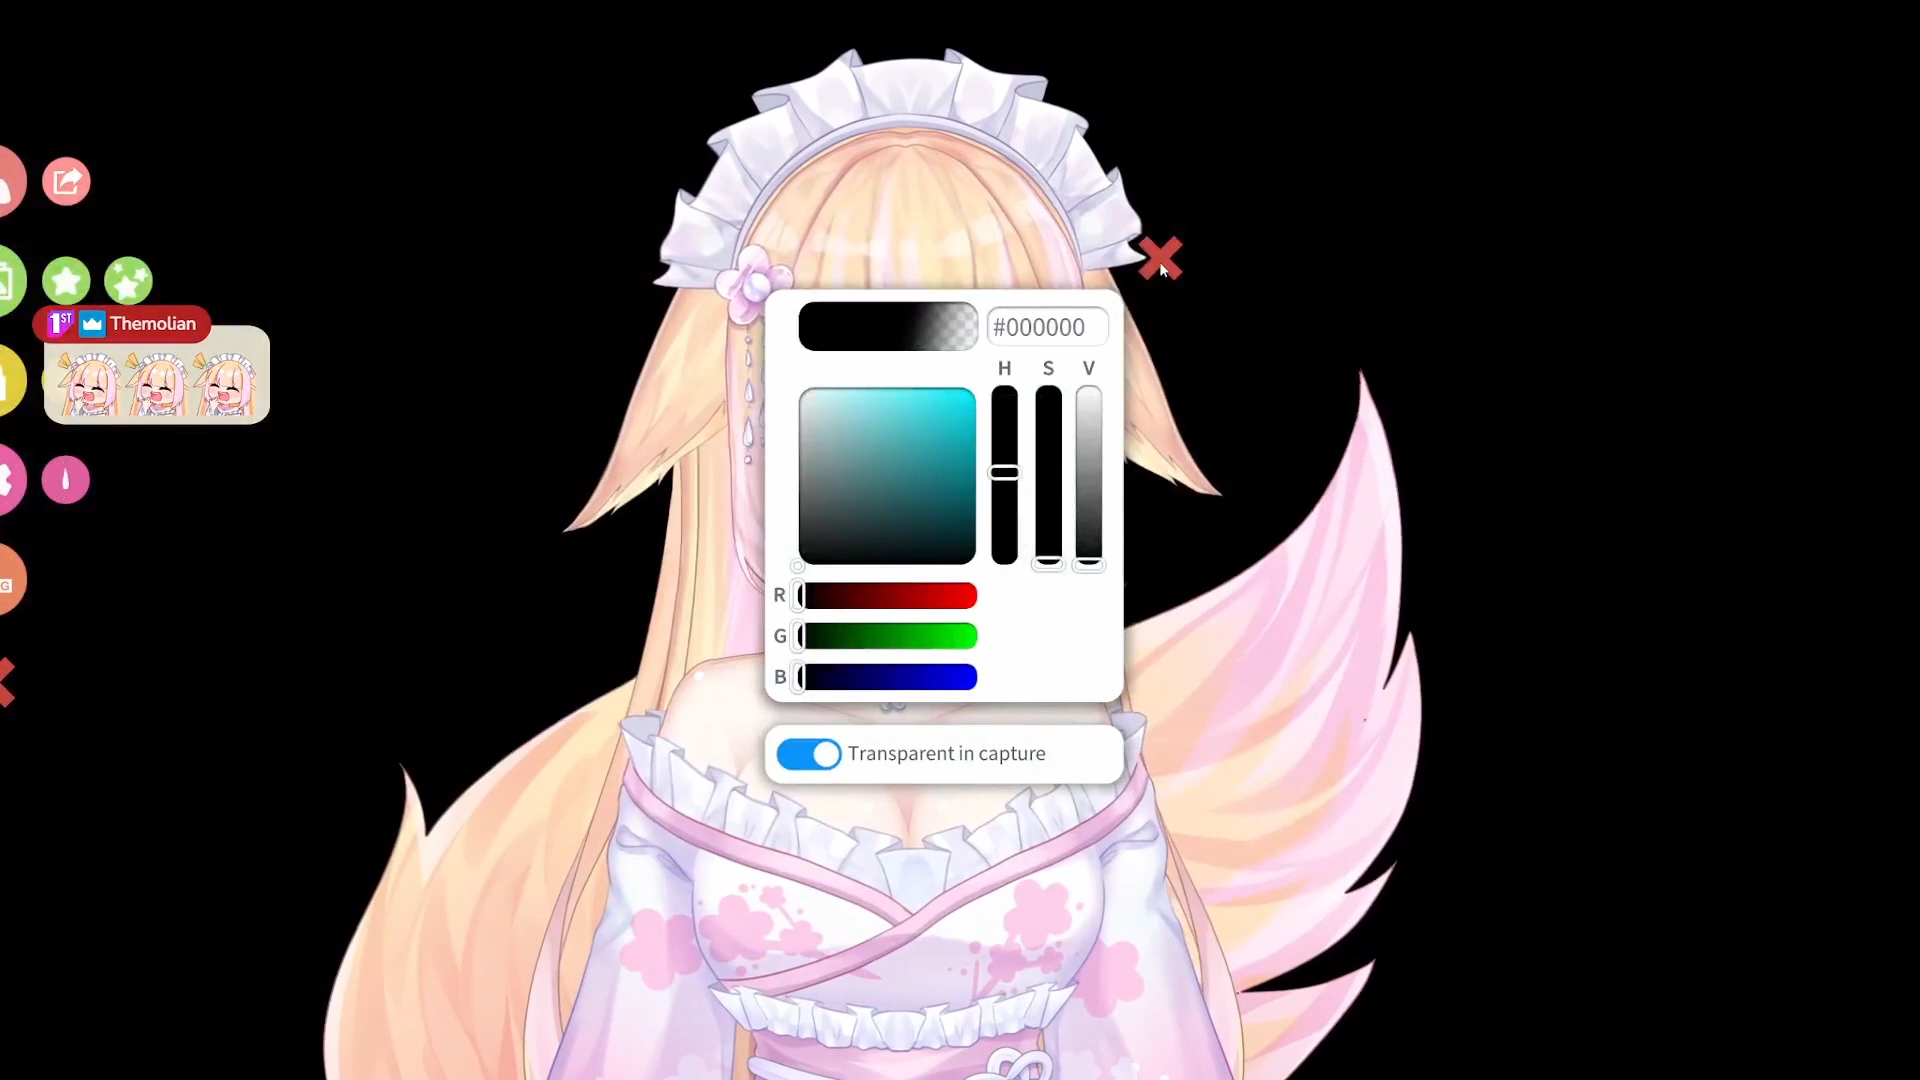 1ST Themolian
#000000
H S V
R
G
B
Transparent in capture